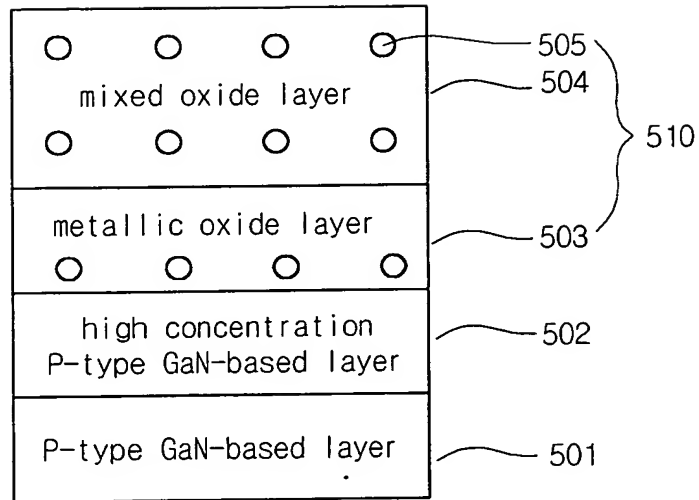 505
mixed oxide layer
504
510
metallic oxide layer
503
high concentration
P-type GaN-based layer
502
P-type GaN-based layer
501